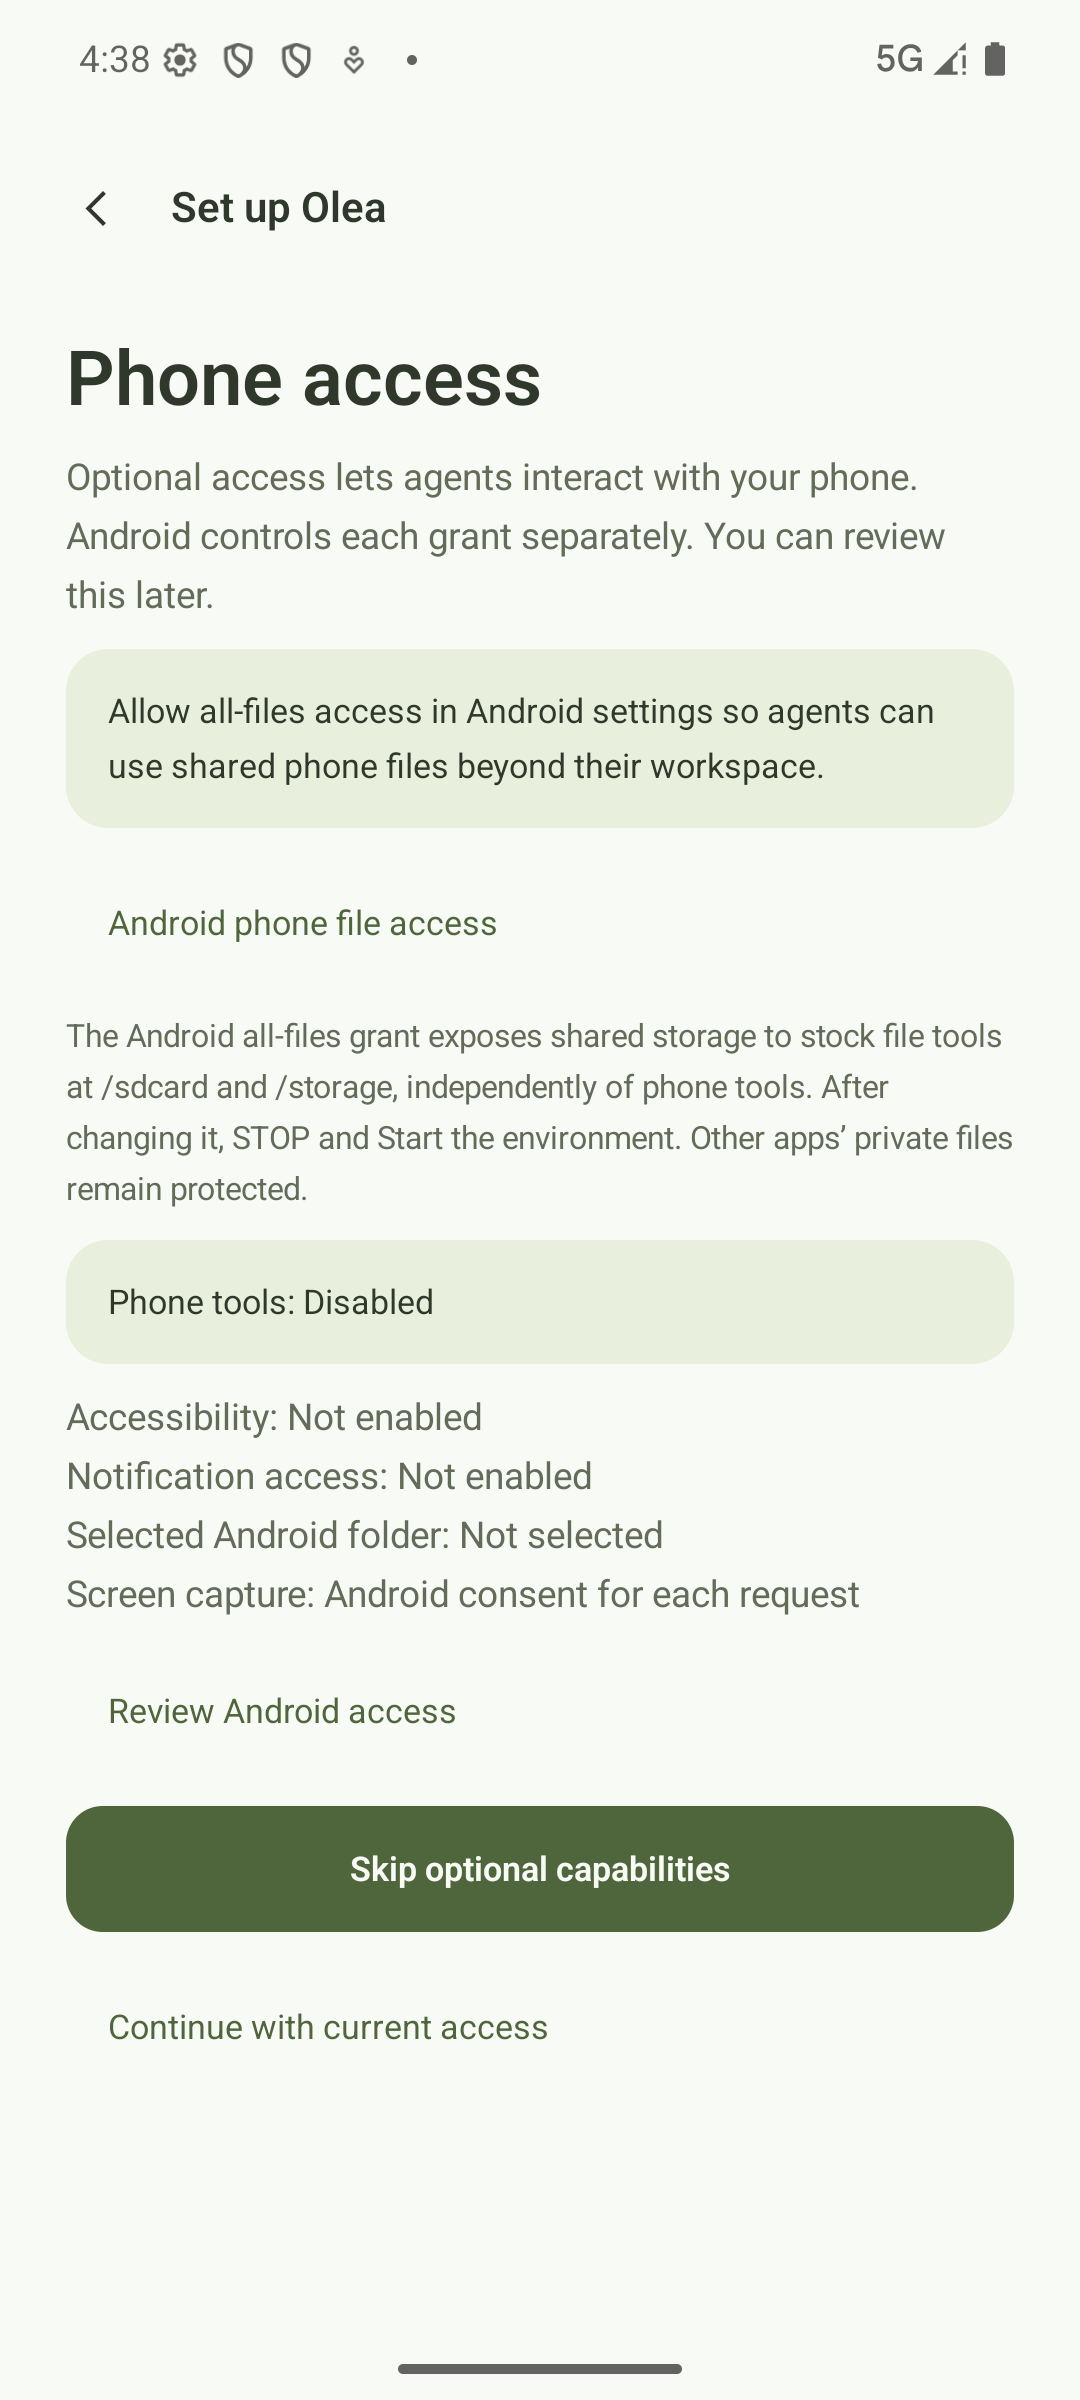 4:38
5G
Set up Olea
Phone access
Optional access lets agents interact with your phone.
Android controls each grant separately. You can review
this later.
Allow all-files access in Android settings so agents can
use shared phone files beyond their workspace.
Android phone file access
The Android all-files grant exposes shared storage to stock file tools
at /sdcard and /storage, independently of phone tools. After
changing it, STOP and Start the environment. Other apps’ private files
remain protected.
Phone tools: Disabled
Accessibility: Not enabled
Notification access: Not enabled
Selected Android folder: Not selected
Screen capture: Android consent for each request
Review Android access
Skip optional capabilities
Continue with current access